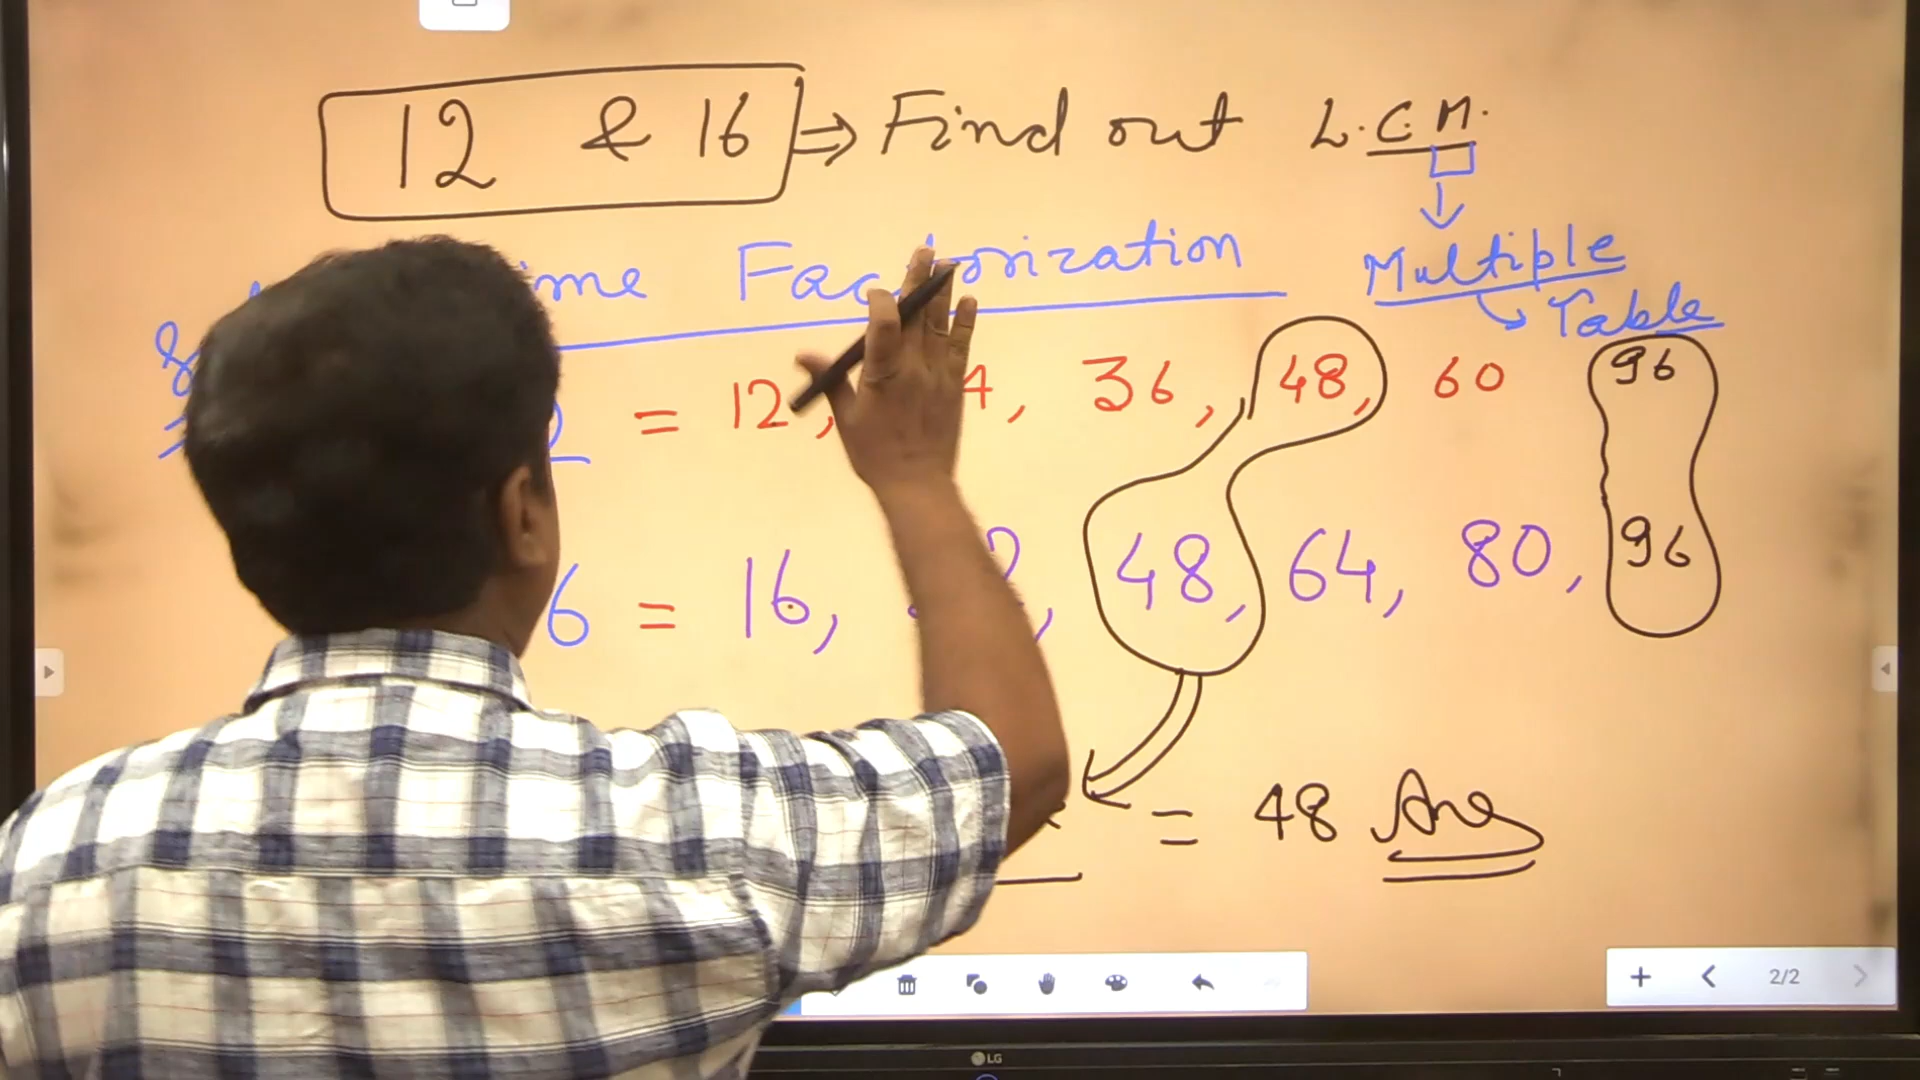 12 & 16 ⇒ Find out L.C.M.
Factorization
Multiple
Table
= 12, 36, 48, 60 96
6 = 16, 48, 64, 80, 96
= 48 Ans
2/2
LG